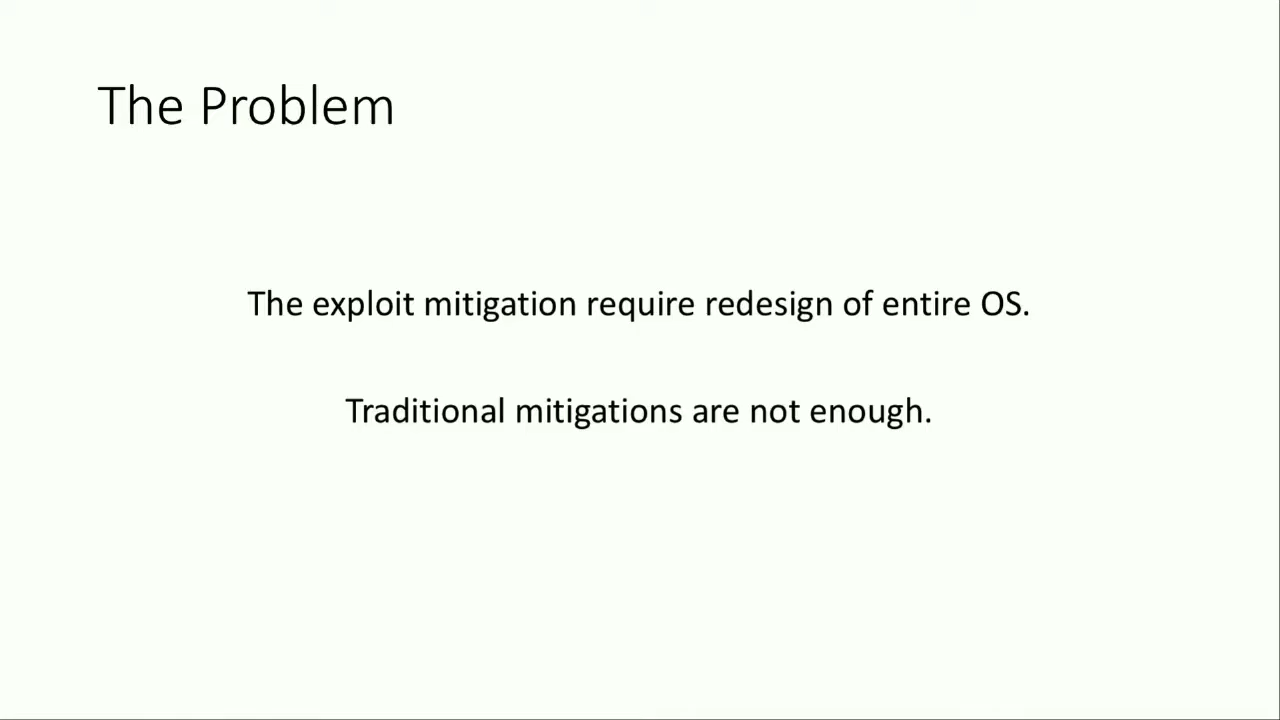 The Problem
The exploit mitigation require redesign of entire OS.
Traditional mitigations are not enough.